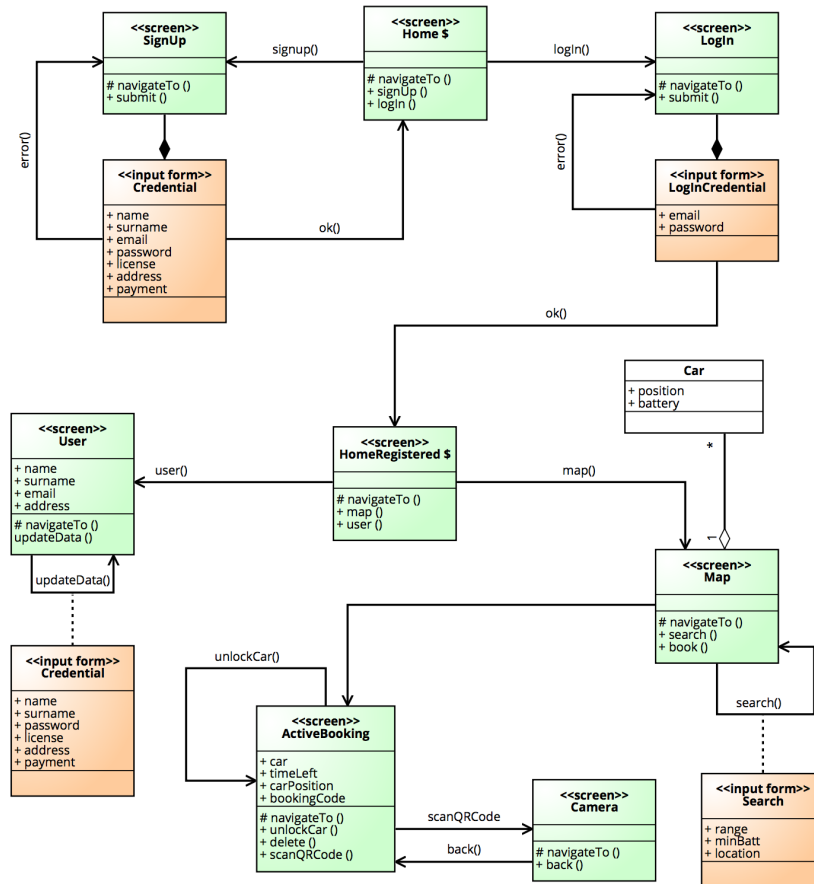 <<screen>>
SignUp
# navigateTo ()
+ submit ()
signup()
<<screen>>
Home $
# navigateTo ()
+ signUp ()
+ logIn ()
logIn()
<<screen>>
LogIn
# navigateTo ()
+ submit ()
error()
<<input form>>
Credential
+ name
+ surname
+ email
+ password
+ license
+ address
+ payment
ok()
error()
<<input form>>
LogInCredential
+ email
+ password
ok()
Car
+ position
+ battery
*
1
<<screen>>
User
+ name
+ surname
+ email
+ address
# navigateTo ()
updateData ()
user()
<<screen>>
HomeRegistered $
# navigateTo ()
+ map ()
+ user ()
map()
<<screen>>
Map
# navigateTo ()
+ search ()
+ book ()
updateData()
<<input form>>
Credential
+ name
+ surname
+ password
+ license
+ address
+ payment
unlockCar()
search()
<<screen>>
ActiveBooking
+ car
+ timeLeft
+ carPosition
+ bookingCode
# navigateTo ()
+ unlockCar ()
+ delete ()
+ scanQRCode ()
scanQRCode
back()
<<screen>>
Camera
# navigateTo ()
+ back ()
<<input form>>
Search
+ range
+ minBatt
+ location